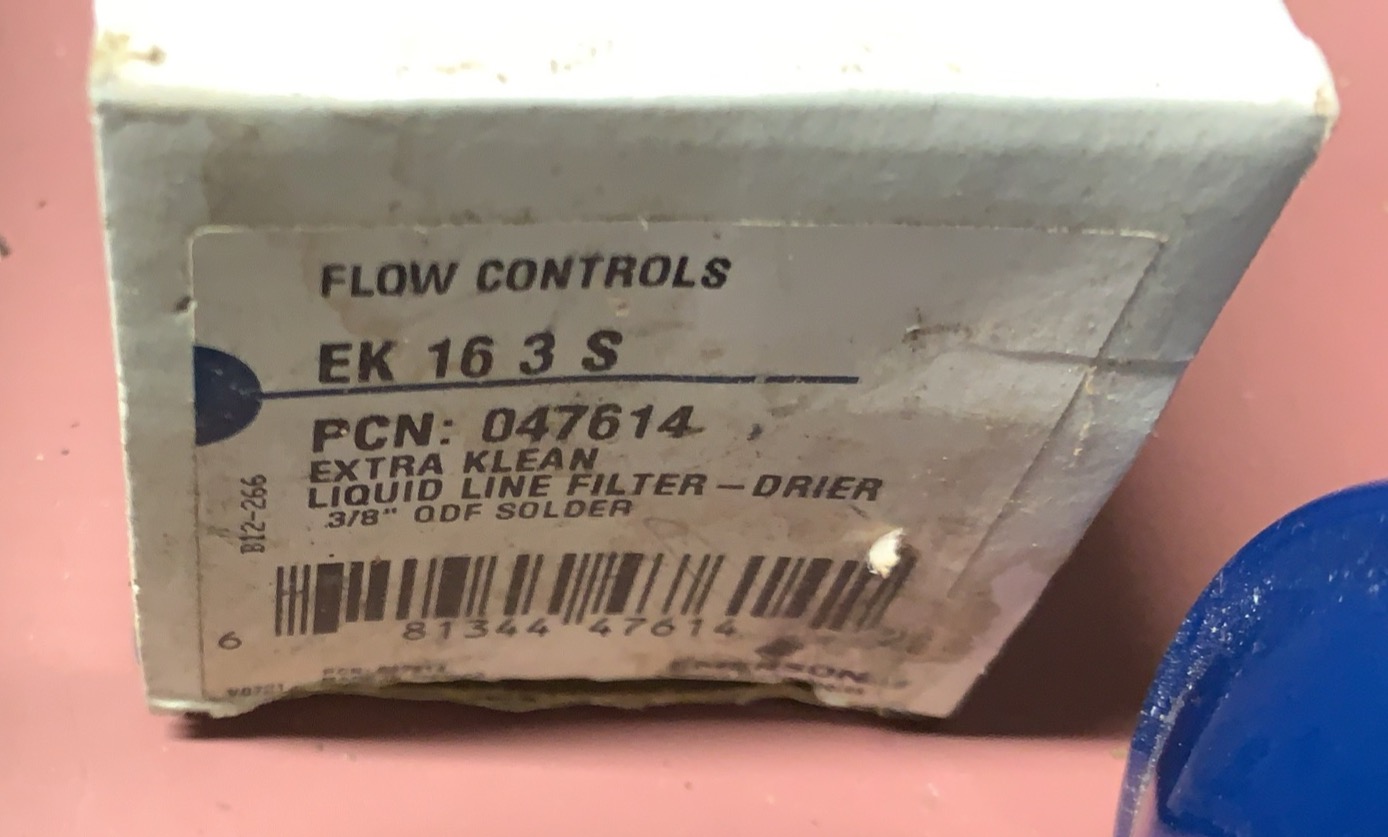 FLOW CONTROLS
EK 16 3 S
PCN: 047614
EXTRA KLEAN
LIQUID LINE FILTER-DRIER
3/8" ODF SOLDER
B12-266
6 81344 47614
EMERSON